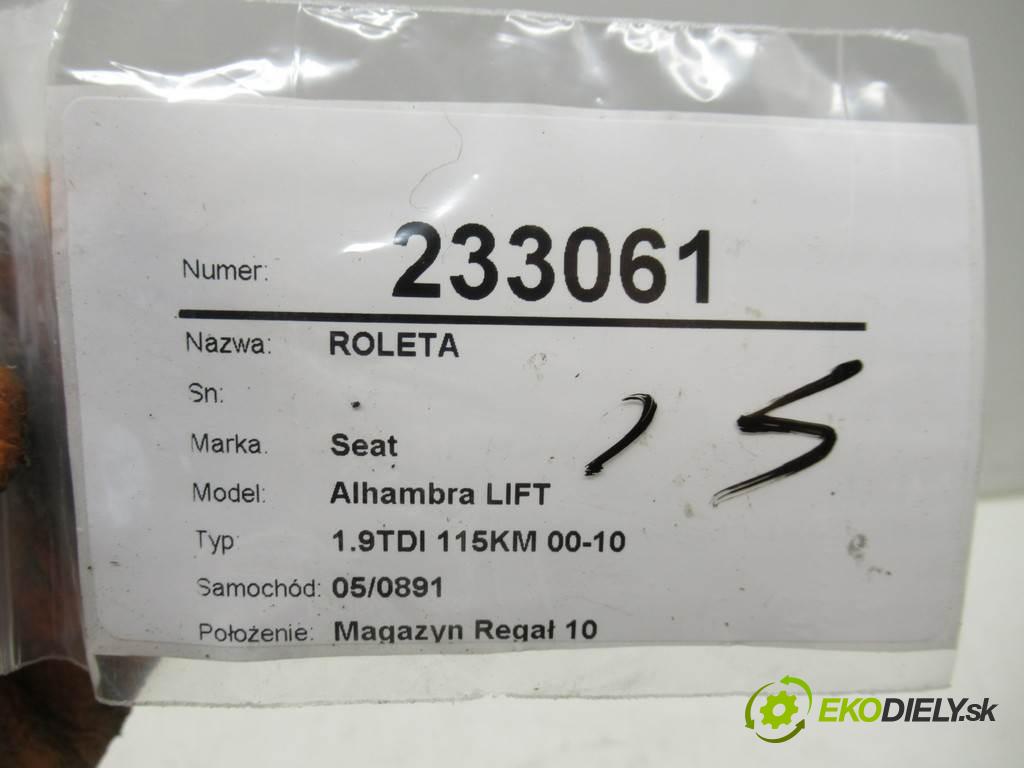 Numer: 233061
Nazwa: ROLETA
Sn:
Marka. Seat
Model: Alhambra LIFT
Typ: 1.9TDI 115KM 00-10
Samochód: 05/0891
Położenie: Magazyn Regał 10
EKODIELY.sk